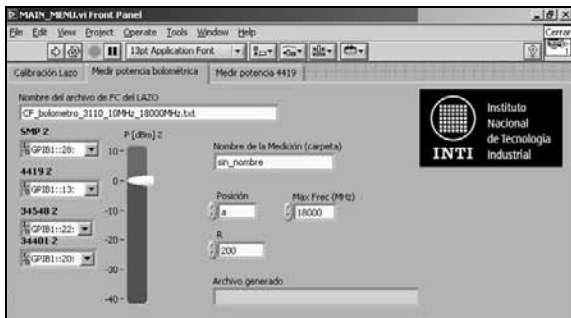 MAIN_MENU.vi Front Panel
File Edit View Project Operate Tools Window Help
13pt Application Font
Cerrar
1
Calibración Lazo
Medir potencia bolométrica
Medir potencia 4419
Nombre del archivo de FC del LAZO
CF_bolometro_3110_10MHz_18000MHz.txt
SMP 2
GPIB1::28:
4419 2
GPIB1::13:
34548 2
GPIB1::22:
34401 2
GPIB1::20:
P [dBm] 2
10
0
-10
-20
-30
-40
Nombre de la Medición (carpeta)
sin_nombre
Posición
a
Max Frec (MHz)
18000
R
200
Archivo generado
INTI
Instituto
Nacional
de Tecnología
Industrial